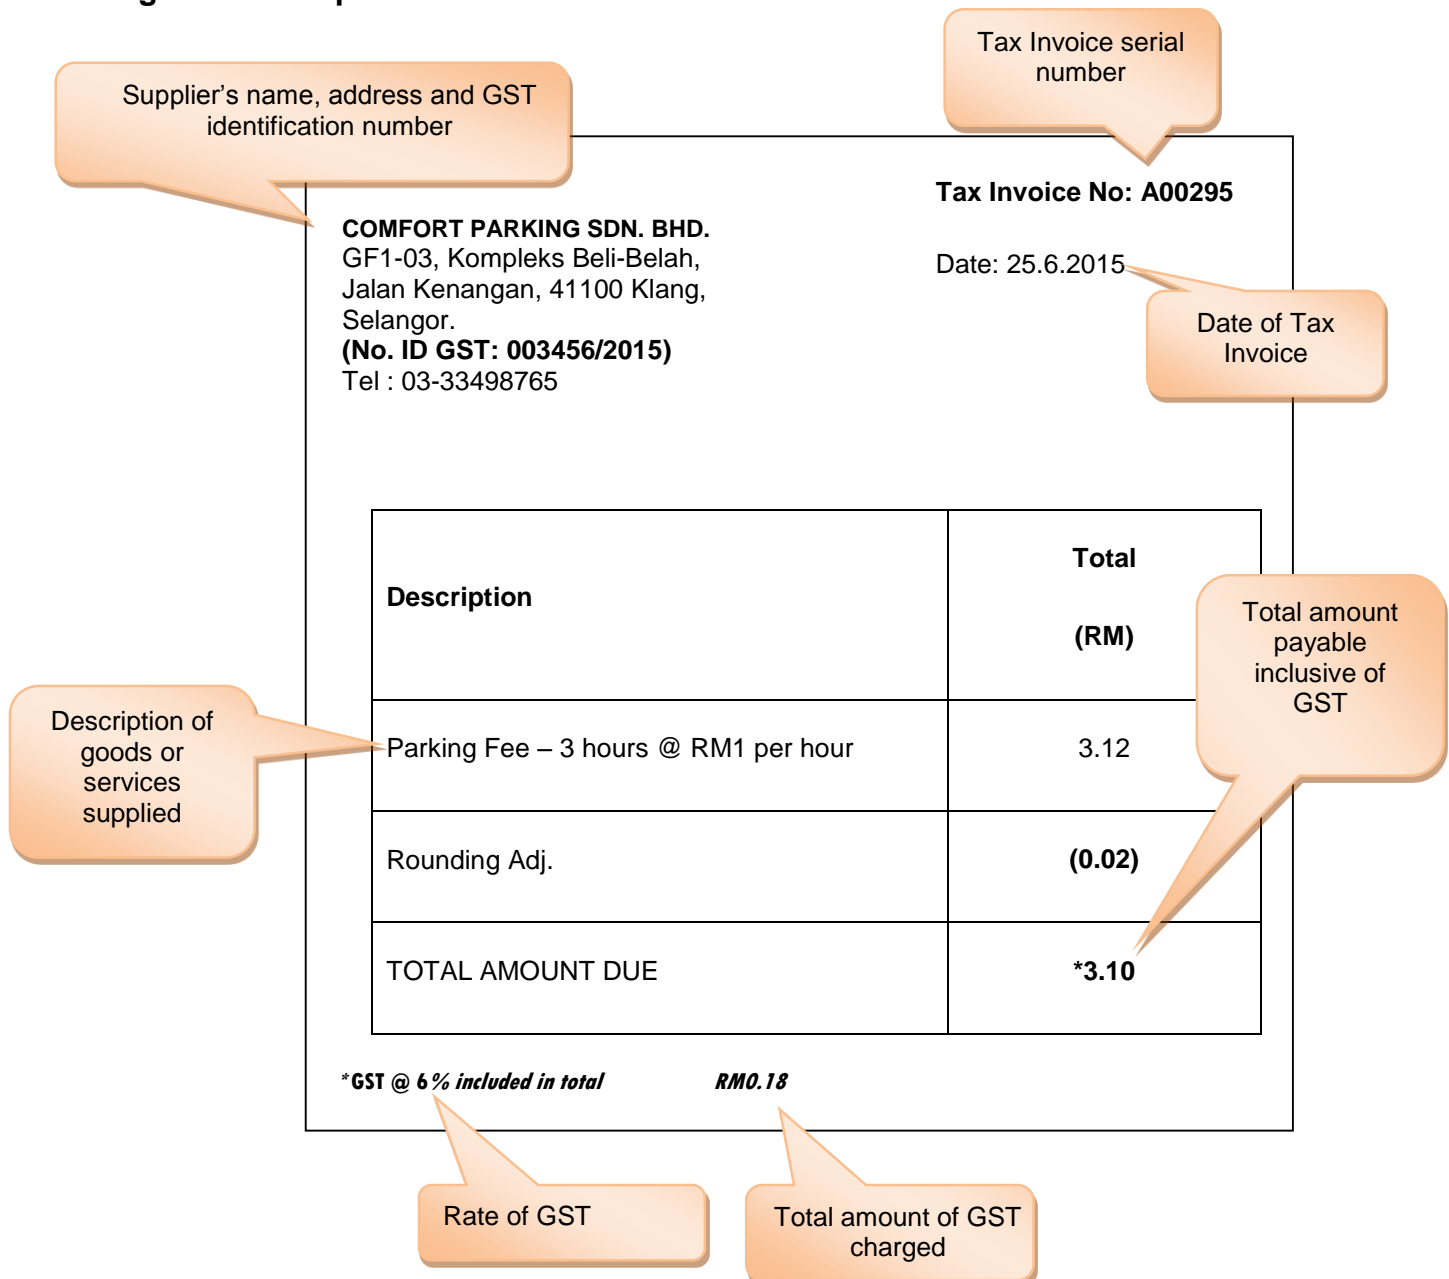 Tax Invoice serial
number
Supplier’s name, address and GST
identification number
Tax Invoice No: A00295
COMFORT PARKING SDN. BHD.
GF1-03, Kompleks Beli-Belah,
Jalan Kenangan, 41100 Klang,
Selangor.
(No. ID GST: 003456/2015)
Tel : 03-33498765
Date: 25.6.2015
Date of Tax
Invoice
Description
Total
(RM)
Total amount
payable
inclusive of
GST
Description of
goods or
services
supplied
Parking Fee – 3 hours @ RM1 per hour 3.12
Rounding Adj. (0.02)
TOTAL AMOUNT DUE *3.10
*GST @ 6% included in total RM0.18
Rate of GST
Total amount of GST
charged